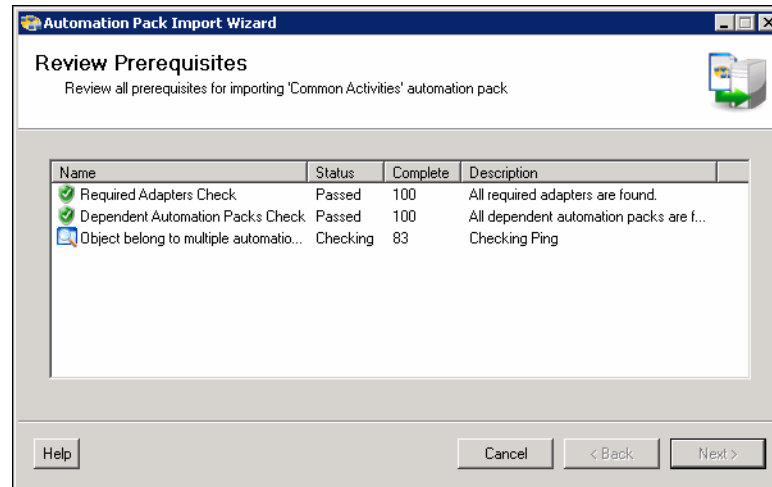 Automation Pack Import Wizard
Review Prerequisites
Review all prerequisites for importing 'Common Activities' automation pack
Name Status Complete Description
Required Adapters Check Passed 100 All required adapters are found.
Dependent Automation Packs Check Passed 100 All dependent automation packs are f...
Object belong to multiple automatio... Checking 83 Checking Ping
Help Cancel < Back Next >